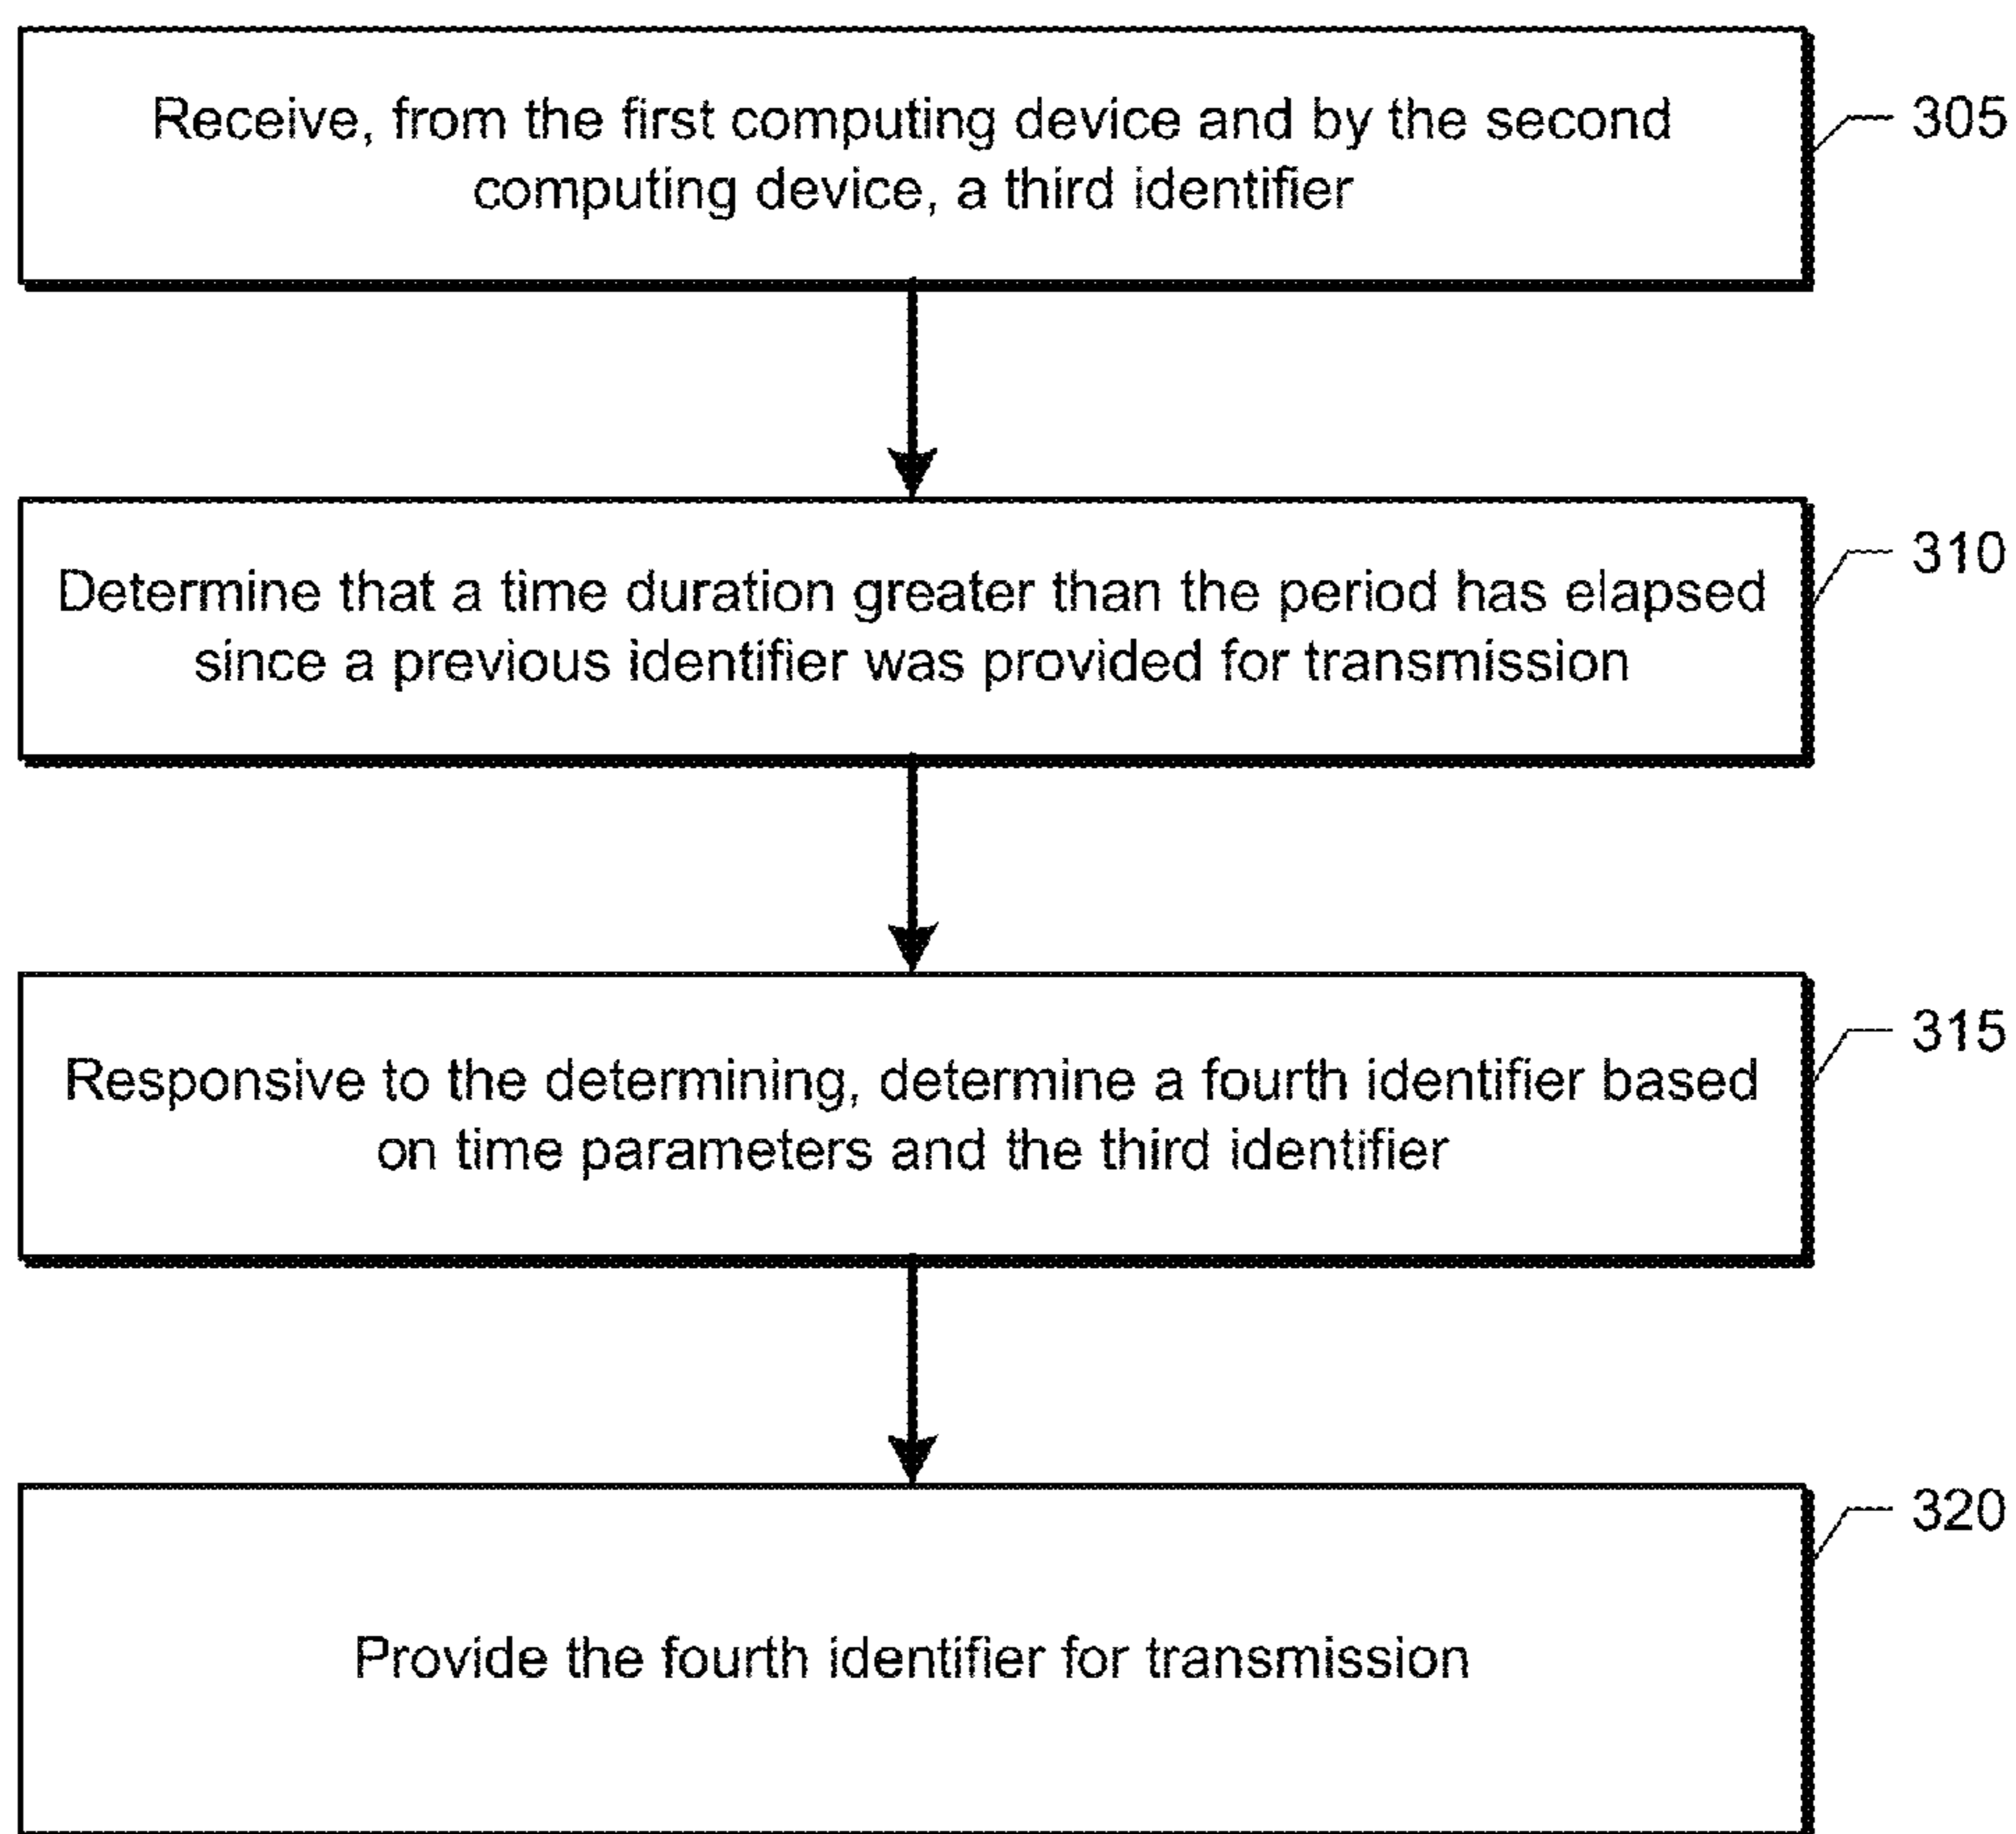 Receive, from the first computing device and by the second
computing device, a third identifier
305
Determine that a time duration greater than the period has elapsed
since a previous identifier was provided for transmission
310
Responsive to the determining, determine a fourth identifier based
on time parameters and the third identifier
315
Provide the fourth identifier for transmission
320